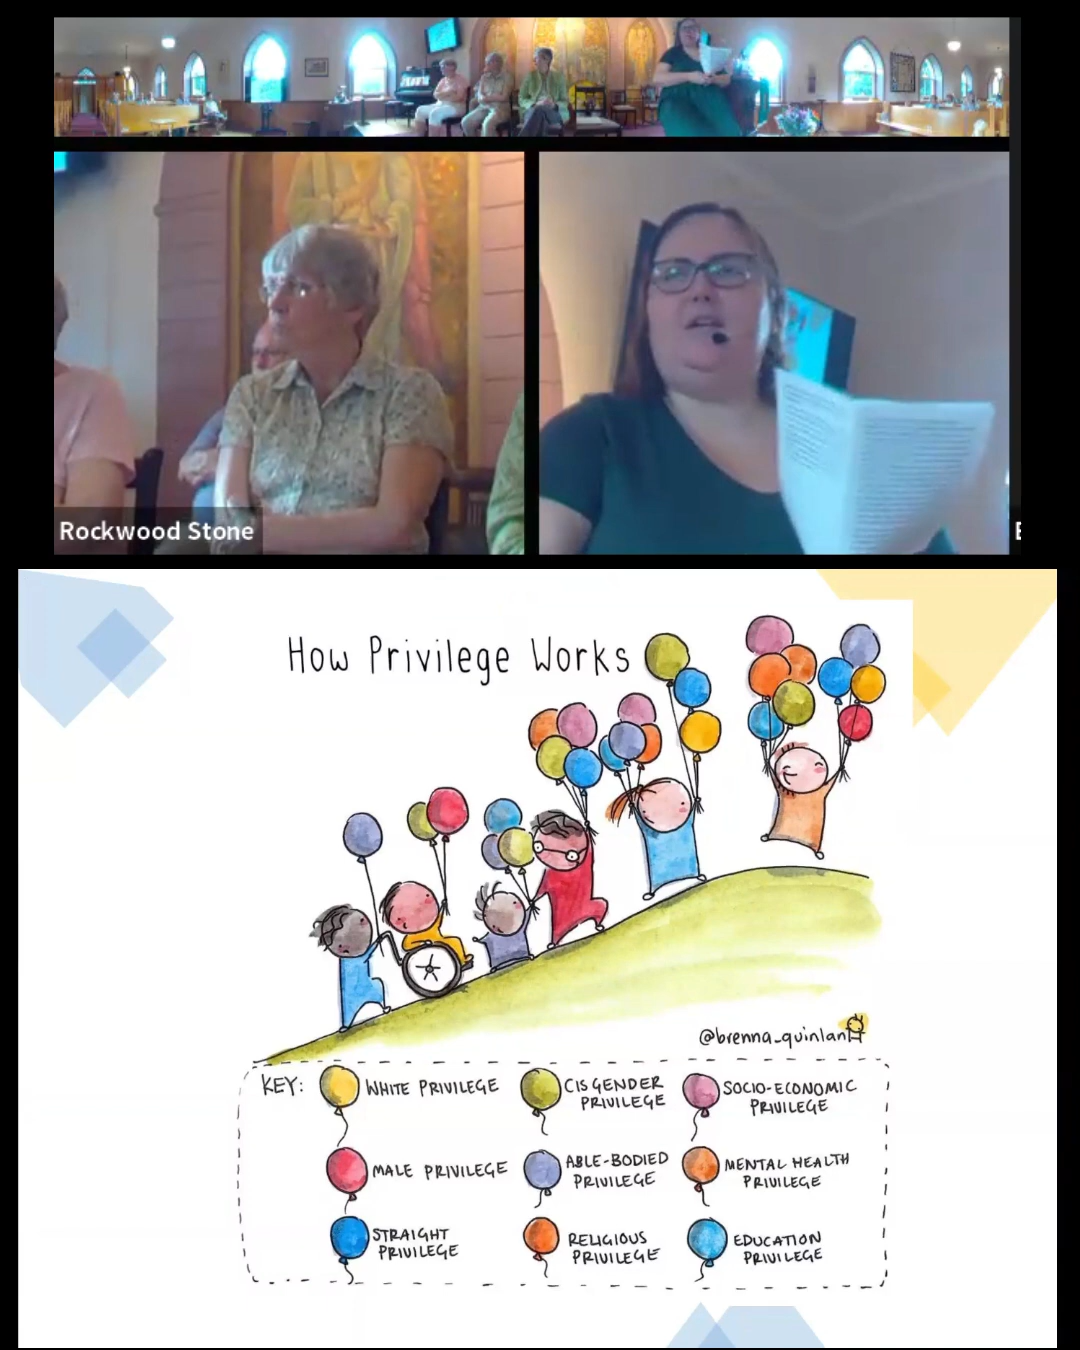 Rockwood Stone
How Privilege Works
@brenna_quinlan
KEY:
WHITE PRIVILEGE
CISGENDER
PRIVILEGE
SOCIO-ECONOMIC
PRIVILEGE
MALE PRIVILEGE
ABLE-BODIED
PRIVILEGE
MENTAL HEALTH
PRIVILEGE
STRAIGHT
PRIVILEGE
RELIGIOUS
PRIVILEGE
EDUCATION
PRIVILEGE